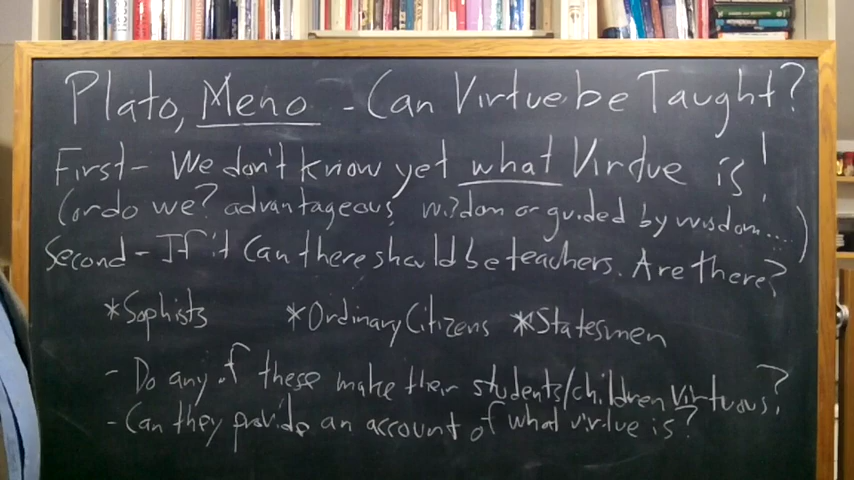 Plato, Meno - Can Virtue be Taught?
First- We don't know yet what Virtue is!
(or do we? advantageous, wisdom or guided by wisdom....)
Second- If it Can there should be teachers. Are there?
*Sophists *Ordinary Citizens *Statesmen
- Do any of these make their students/children virtuous?
- Can they provide an account of what virtue is?